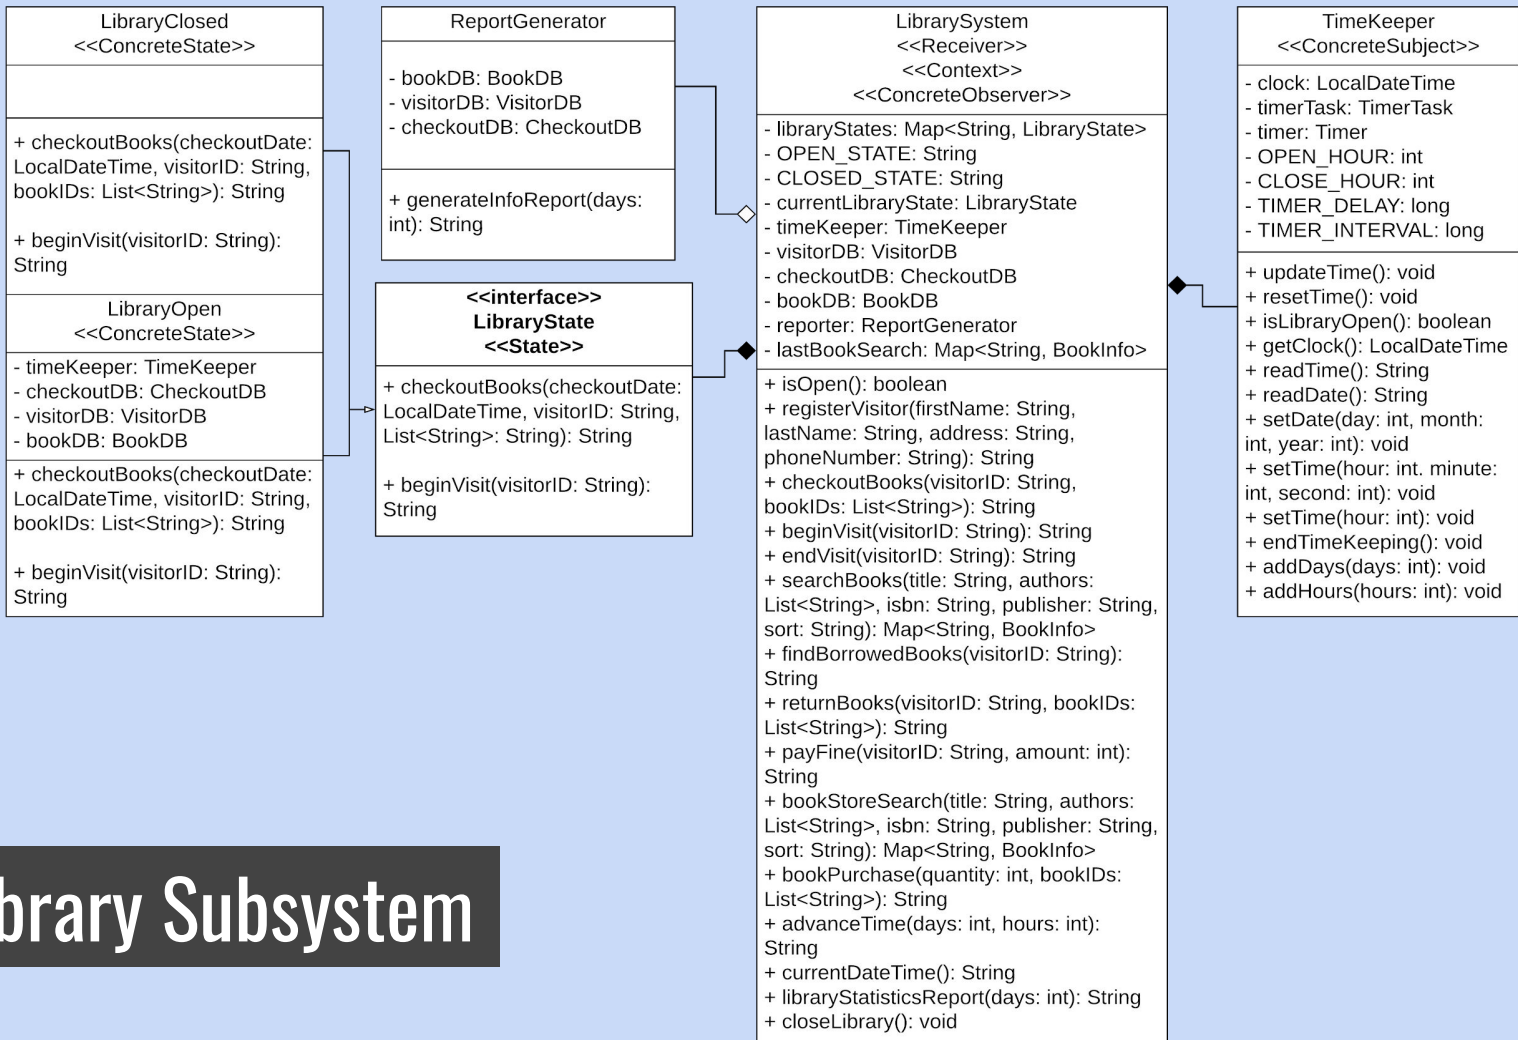 LibraryClosed
<<ConcreteState>>
+ checkoutBooks(checkoutDate:
LocalDateTime, visitorID: String,
bookIDs: List<String>): String
+ beginVisit(visitorID: String):
String
LibraryOpen
<<ConcreteState>>
- timeKeeper: TimeKeeper
- checkoutDB: CheckoutDB
- visitorDB: VisitorDB
- bookDB: BookDB
+ checkoutBooks(checkoutDate:
LocalDateTime, visitorID: String,
bookIDs: List<String>): String
+ beginVisit(visitorID: String):
String
ReportGenerator
- bookDB: BookDB
- visitorDB: VisitorDB
- checkoutDB: CheckoutDB
+ generateInfoReport(days:
int): String
<<interface>>
LibraryState
<<State>>
+ checkoutBooks(checkoutDate:
LocalDateTime, visitorID: String,
List<String>: String): String
+ beginVisit(visitorID: String):
String
LibrarySystem
<<Receiver>>
<<Context>>
<<ConcreteObserver>>
- libraryStates: Map<String, LibraryState>
- OPEN_STATE: String
- CLOSED_STATE: String
- currentLibraryState: LibraryState
- timeKeeper: TimeKeeper
- visitorDB: VisitorDB
- checkoutDB: CheckoutDB
- bookDB: BookDB
- reporter: ReportGenerator
- lastBookSearch: Map<String, BookInfo>
+ isOpen(): boolean
+ registerVisitor(firstName: String,
lastName: String, address: String,
phoneNumber: String): String
+ checkoutBooks(visitorID: String,
bookIDs: List<String>): String
+ beginVisit(visitorID: String): String
+ endVisit(visitorID: String): String
+ searchBooks(title: String, authors:
List<String>, isbn: String, publisher: String,
sort: String): Map<String, BookInfo>
+ findBorrowedBooks(visitorID: String):
String
+ returnBooks(visitorID: String, bookIDs:
List<String>): String
+ payFine(visitorID: String, amount: int):
String
+ bookStoreSearch(title: String, authors:
List<String>, isbn: String, publisher: String,
sort: String): Map<String, BookInfo>
+ bookPurchase(quantity: int, bookIDs:
List<String>): String
+ advanceTime(days: int, hours: int):
String
+ currentDateTime(): String
+ libraryStatisticsReport(days: int): String
+ closeLibrary(): void
TimeKeeper
<<ConcreteSubject>>
- clock: LocalDateTime
- timerTask: TimerTask
- timer: Timer
- OPEN_HOUR: int
- CLOSE_HOUR: int
- TIMER_DELAY: long
- TIMER_INTERVAL: long
+ updateTime(): void
+ resetTime(): void
+ isLibraryOpen(): boolean
+ getClock(): LocalDateTime
+ readTime(): String
+ readDate(): String
+ setDate(day: int, month:
int, year: int): void
+ setTime(hour: int. minute:
int, second: int): void
+ setTime(hour: int): void
+ endTimeKeeping(): void
+ addDays(days: int): void
+ addHours(hours: int): void
brary Subsystem